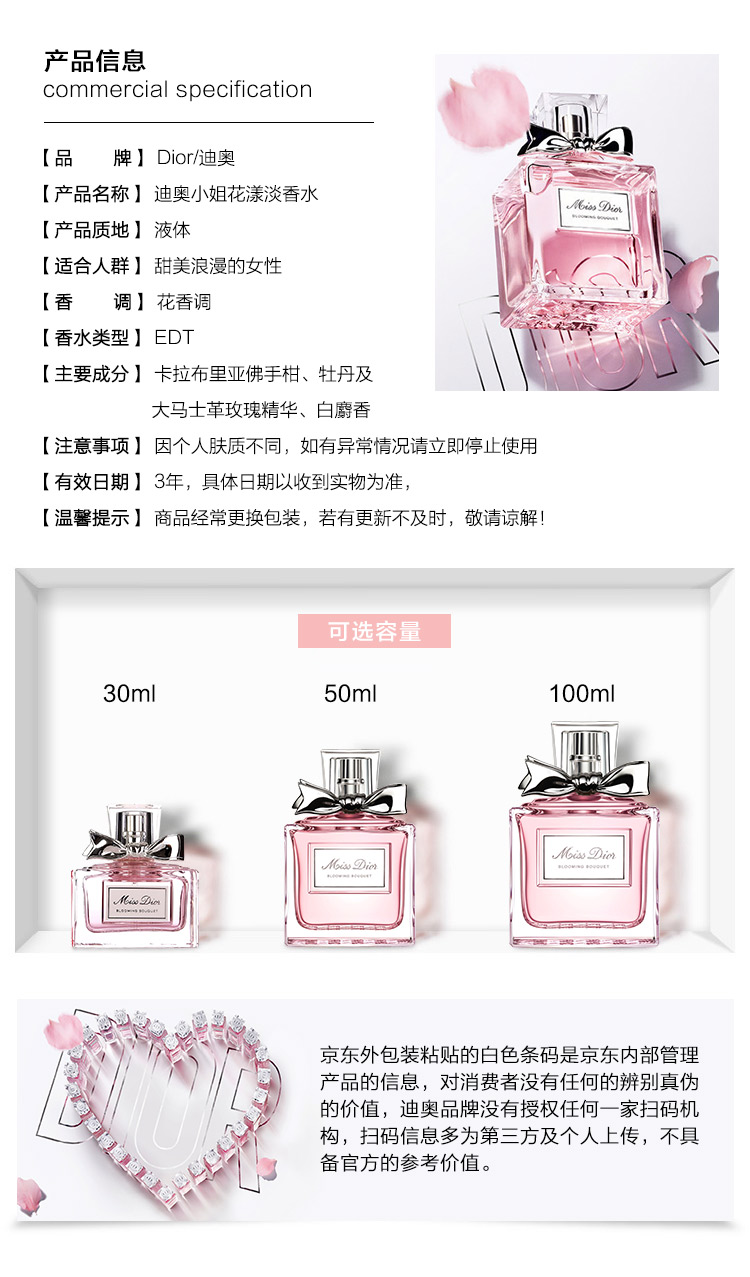 产品信息
commercial specification
【品　　牌】 Dior/迪奥
【产品名称】 迪奥小姐花漾淡香水
【产品质地】 液体
【适合人群】 甜美浪漫的女性
【香　　调】 花香调
【香水类型】 EDT
【主要成分】 卡拉布里亚佛手柑、牡丹及
大马士革玫瑰精华、白麝香
【注意事项】 因个人肤质不同，如有异常情况请立即停止使用
【有效日期】 3年，具体日期以收到实物为准，
【温馨提示】 商品经常更换包装，若有更新不及时，敬请谅解！
Miss Dior
BLOOMING BOUQUET
DIOR
可选容量
30ml
50ml
100ml
Miss Dior
BLOOMING BOUQUET
Miss Dior
BLOOMING BOUQUET
Miss Dior
BLOOMING BOUQUET
DIOR
京东外包装粘贴的白色条码是京东内部管理
产品的信息，对消费者没有任何的辨别真伪
的价值，迪奥品牌没有授权任何一家扫码机
构，扫码信息多为第三方及个人上传，不具
备官方的参考价值。